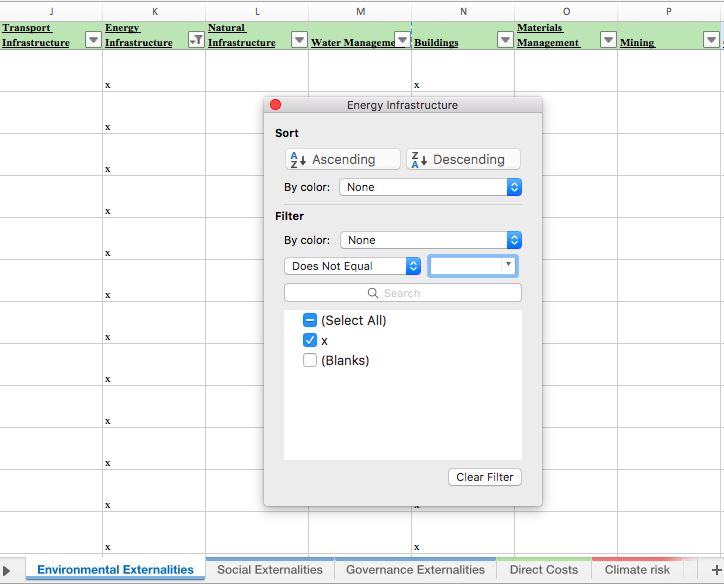 J K L M N O P
Transport Energy Natural Materials
Infrastructure Infrastructure Infrastructure Water Manageme Buildings Management Mining
x x
x
x
x
x
x
x
x
x
x
x
x x
Energy Infrastructure
Sort
A Z Ascending Z A Descending
By color: None
Filter
By color: None
Does Not Equal
Search
(Select All)
x
(Blanks)
Clear Filter
Environmental Externalities Social Externalities Governance Externalities Direct Costs Climate risk +